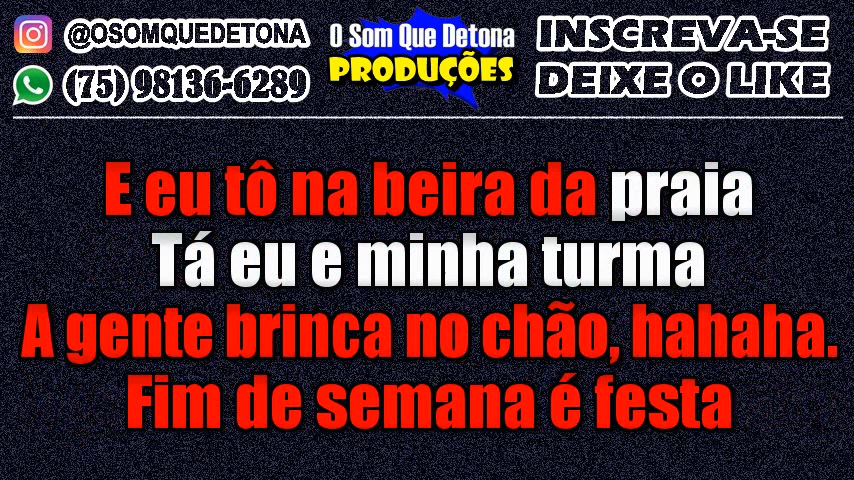 @OSOMQUEDETONA
(75) 98136-6289
O Som Que Detona
PRODUÇÕES
INSCREVA-SE
DEIXE O LIKE
E eu tô na beira da praia
Tá eu e minha turma
A gente brinca no chão, hahaha.
Fim de semana é festa